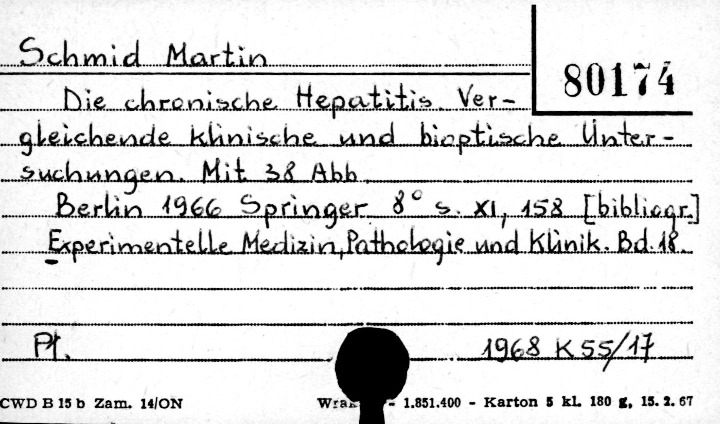 Schmid Martin
80174
Die chronische Hepatitis. Ver-
gleichende klinische und bioptische Unter-
suchungen. Mit 38 Abb.
Berlin 1966 Springer 8° s. XI, 158 [bibliogr.]
Experimentelle Medizin, Pathologie und Klinik. Bd. 18.
Pł. 1968 K 55/17
CWD B 15 b Zam. 14/ON - 1.851.400 - Karton 5 kl. 180 g, 15. 2. 67